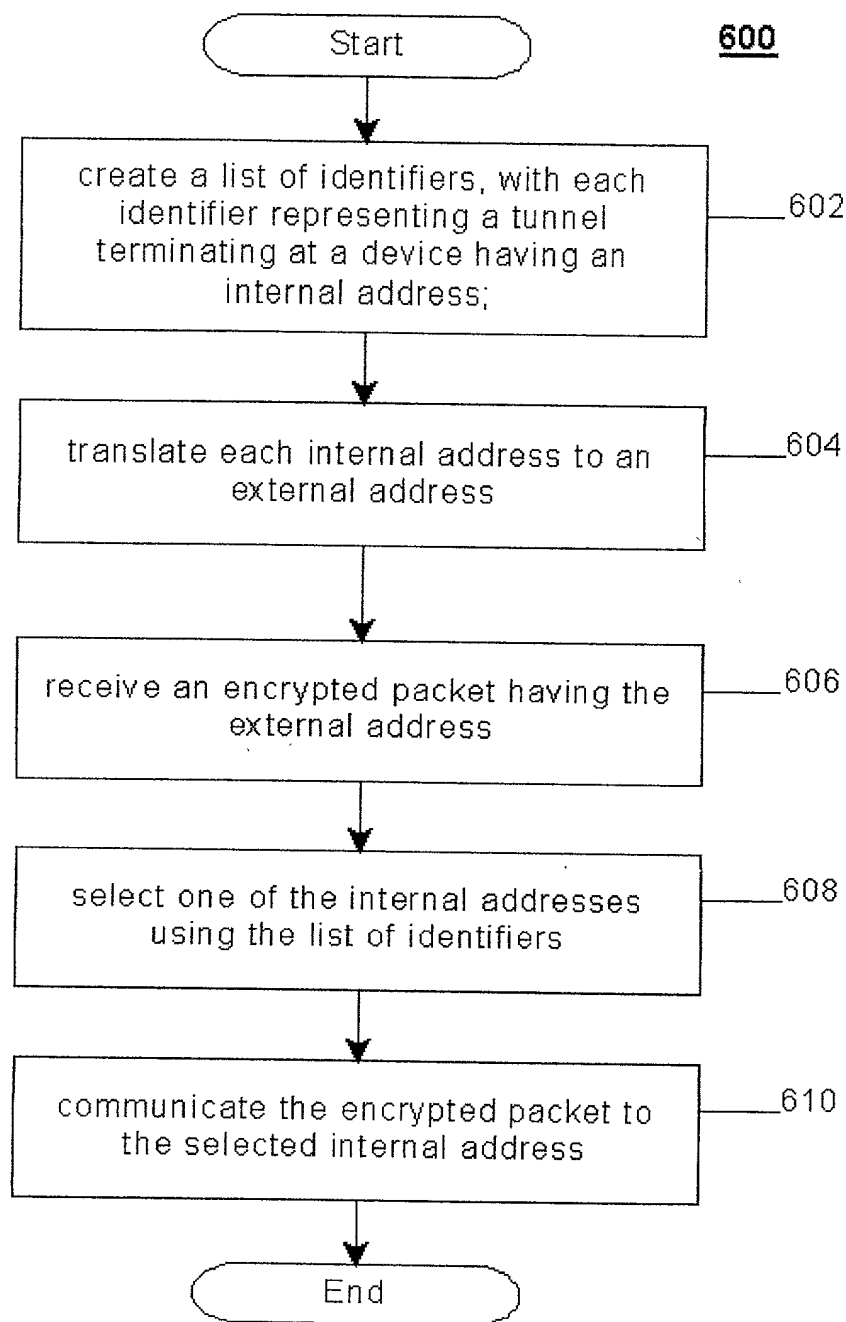 Start
600
create a list of identifiers, with each
identifier representing a tunnel
terminating at a device having an
internal address;
602
translate each internal address to an
external address
604
receive an encrypted packet having the
external address
606
select one of the internal addresses
using the list of identifiers
608
communicate the encrypted packet to
the selected internal address
610
End